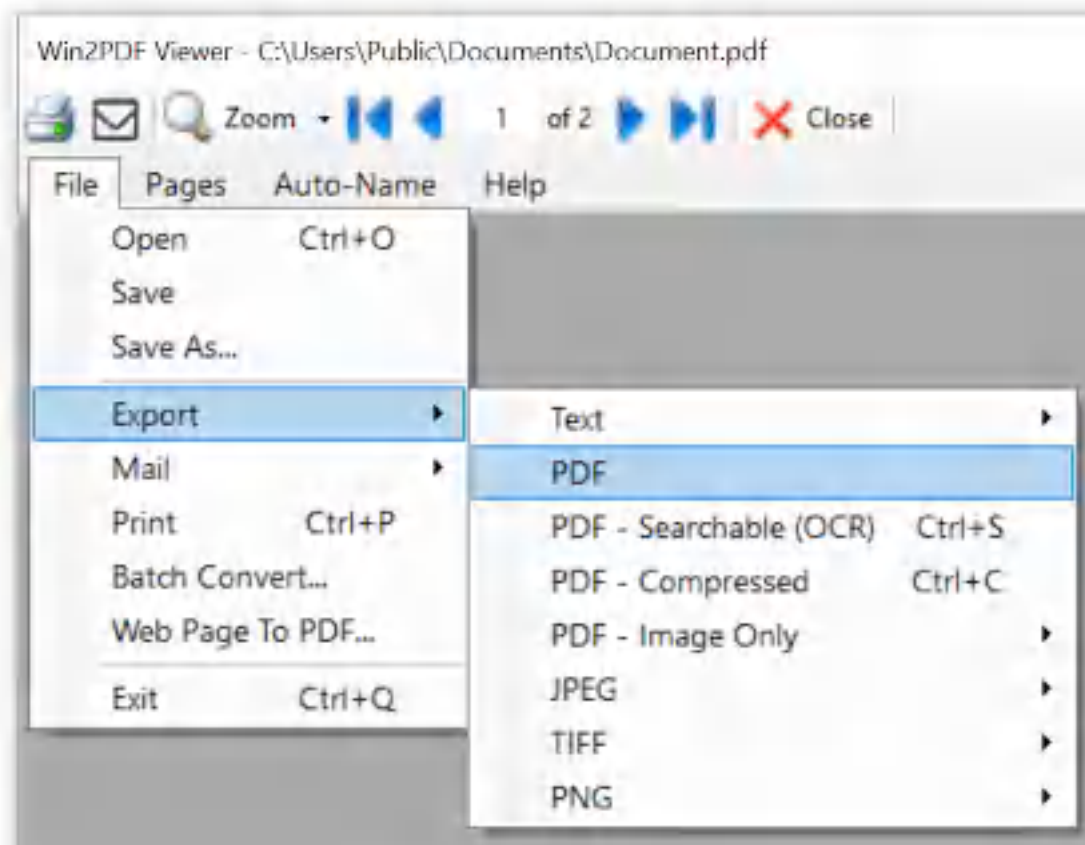 Win2PDF Viewer - C:\Users\Public\Documents\Document.pdf
Zoom 1 of 2 Close
File Pages Auto-Name Help
Open Ctrl+O
Save
Save As...
Export
Mail
Print Ctrl+P
Batch Convert...
Web Page To PDF...
Exit Ctrl+Q
Text
PDF
PDF - Searchable (OCR) Ctrl+S
PDF - Compressed Ctrl+C
PDF - Image Only
JPEG
TIFF
PNG